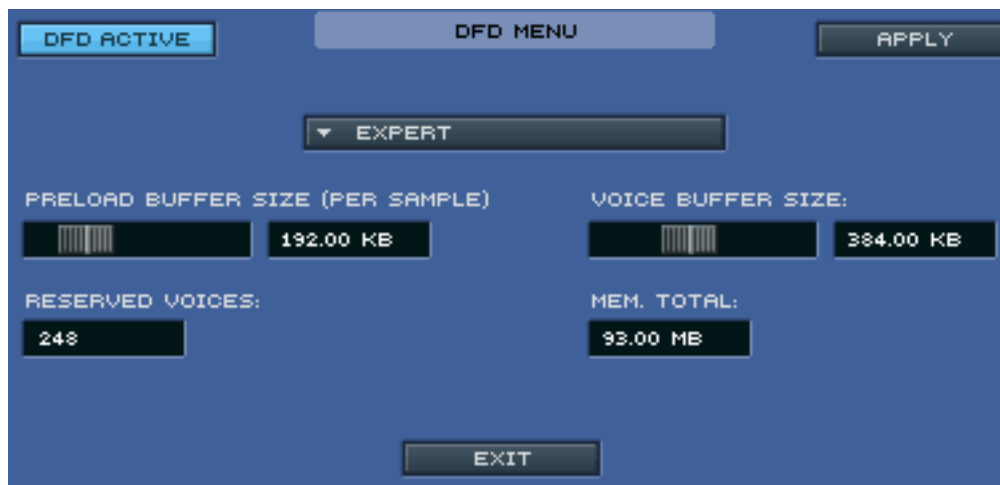 DFD ACTIVE
DFD MENU
APPLY
EXPERT
PRELOAD BUFFER SIZE (PER SAMPLE)
VOICE BUFFER SIZE:
192.00 KB
384.00 KB
RESERVED VOICES:
MEM. TOTAL:
248
93.00 MB
EXIT